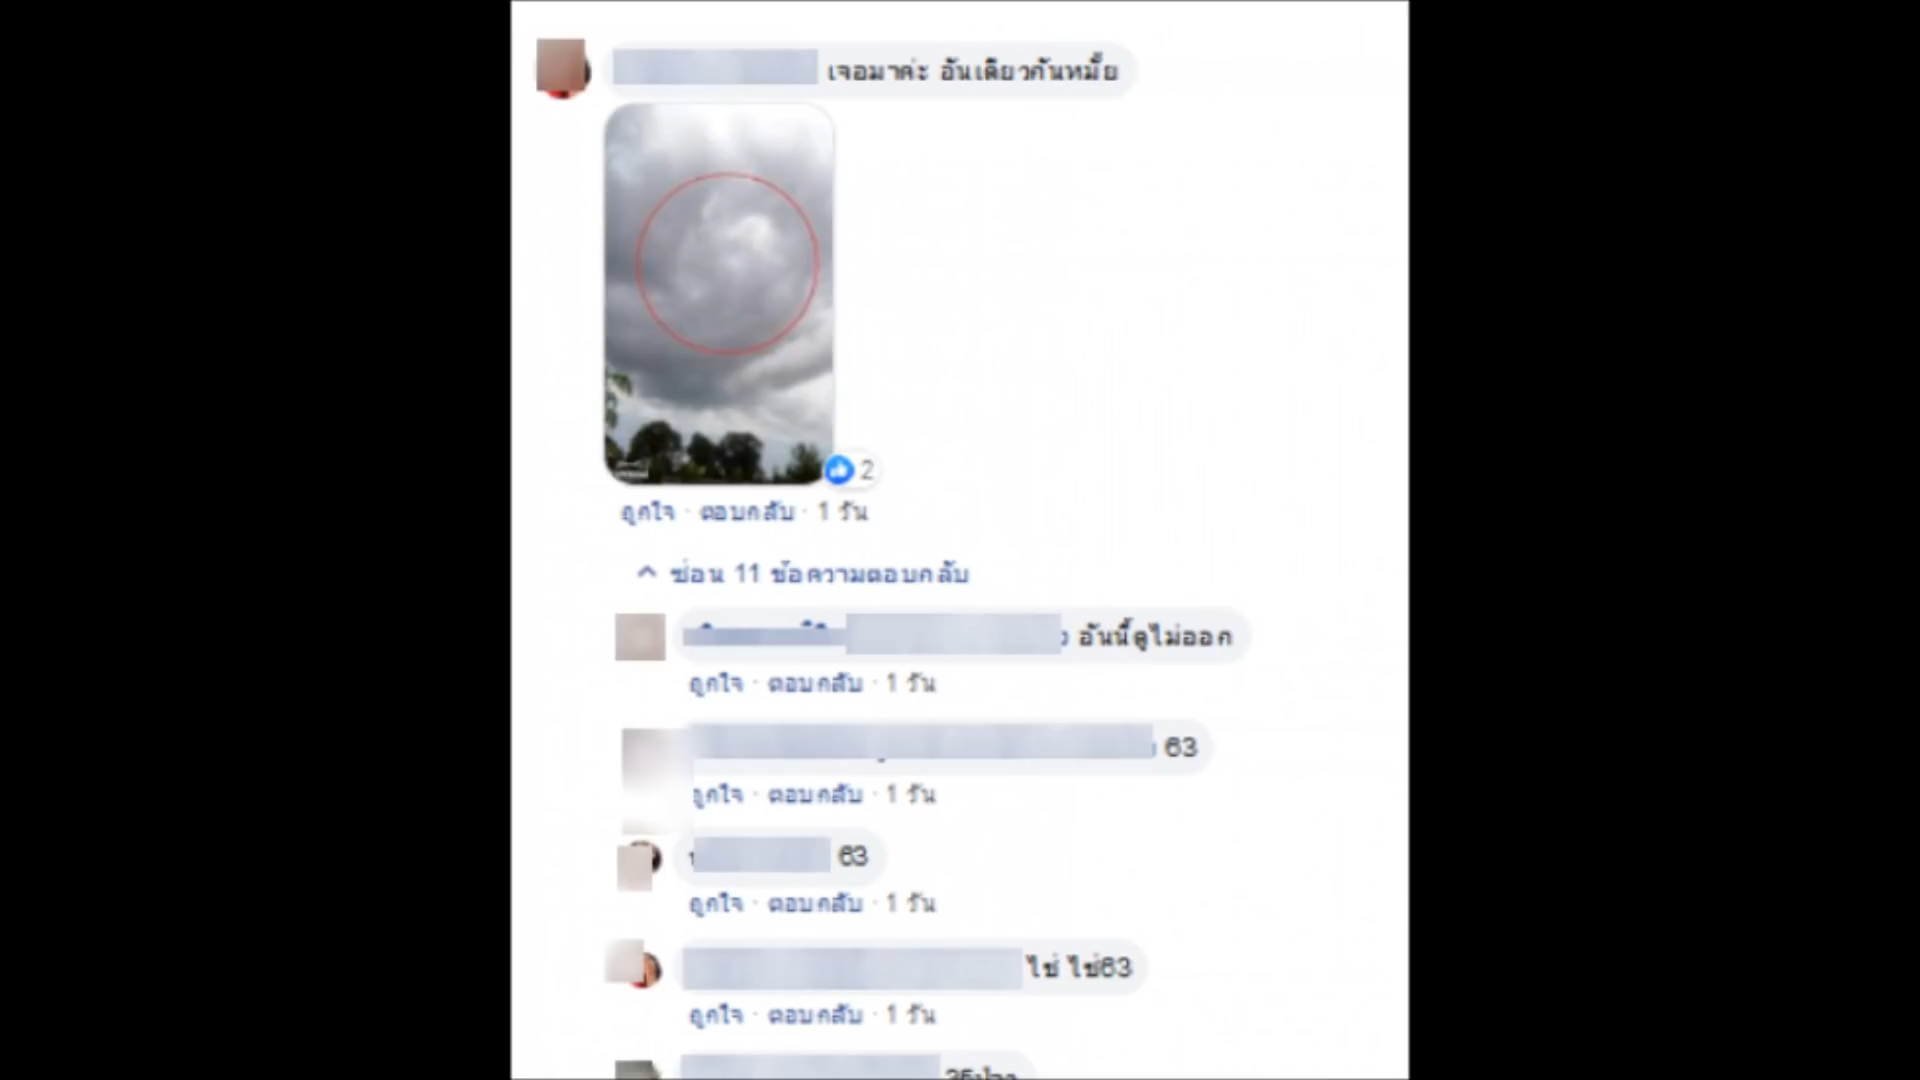 เจอมาค่ะ อันเดียวกันหมั้ย
2
ถูกใจ · ตอบกลับ · 1 วัน
ซ่อน 11 ข้อความตอบกลับ
อันนี้ดูไม่ออก
ถูกใจ · ตอบกลับ · 1 วัน
63
ถูกใจ · ตอบกลับ · 1 วัน
63
ถูกใจ · ตอบกลับ · 1 วัน
ไช่ ไช่63
ถูกใจ · ตอบกลับ · 1 วัน